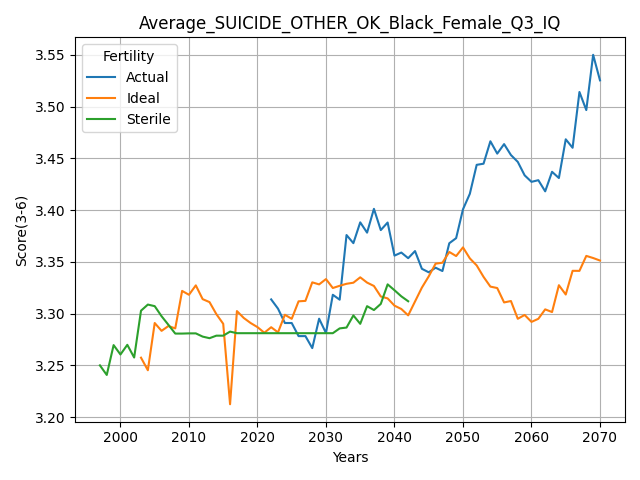 Average_SUICIDE_OTHER_OK_Black_Female_Q3_IQ
Fertility
Actual
Ideal
Sterile
Score(3-6)
3.55
3.50
3.45
3.40
3.35
3.30
3.25
3.20
2000 2010 2020 2030 2040 2050 2060 2070
Years